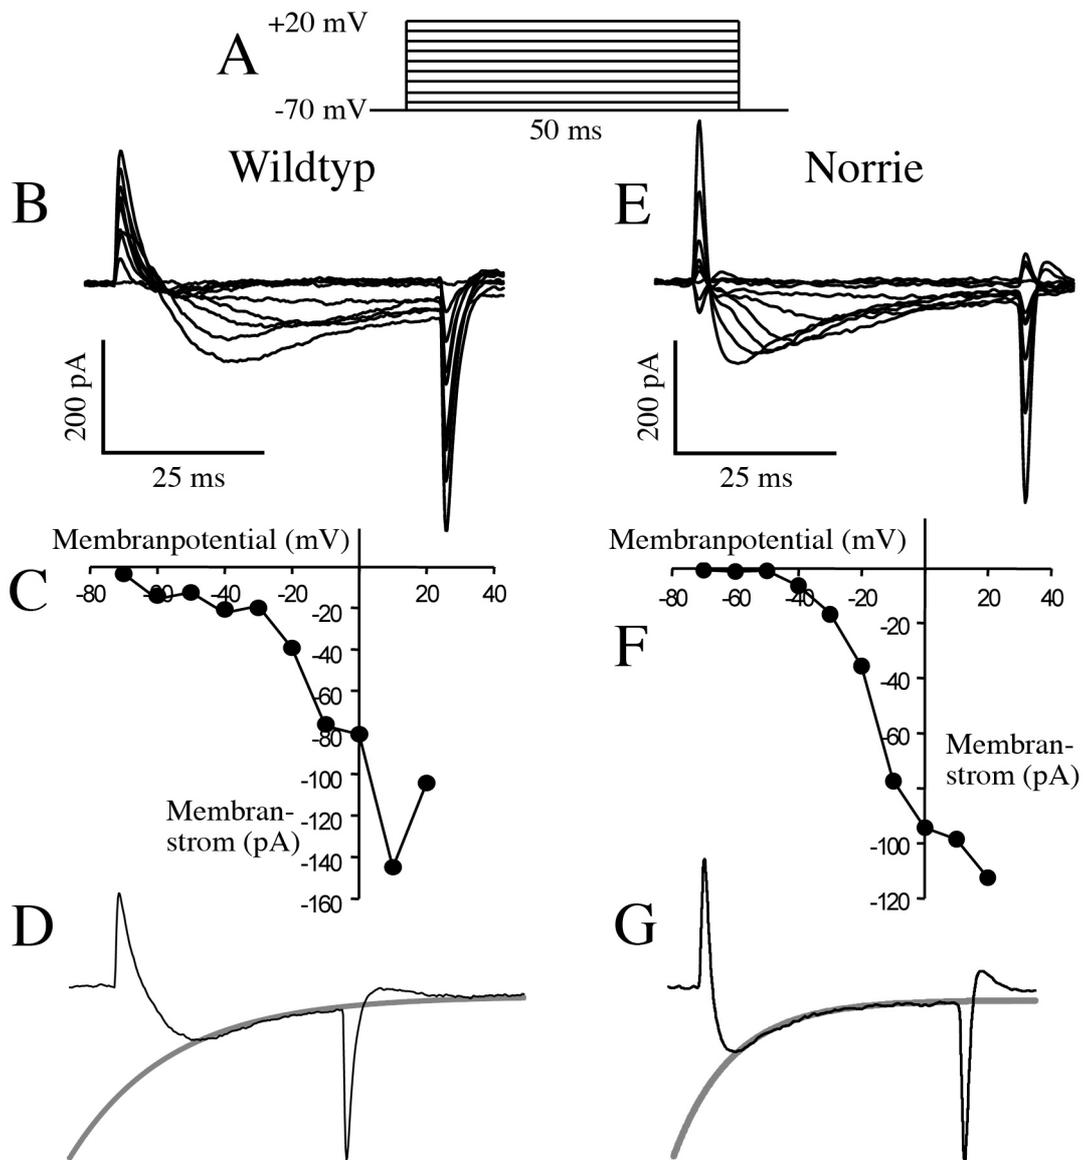 A
+20 mV
-70 mV
50 ms
Wildtyp
Norrie
B
E
200 pA
25 ms
200 pA
25 ms
Membranpotential (mV)
C
-80 -60 -40 -20 20 40
-20
-40
-60
-80
-100
-120
-140
-160
Membran-
strom (pA)
Membranpotential (mV)
F
-80 -60 -40 -20 20 40
-20
-40
-60
-100
-120
Membran-
strom (pA)
D
G